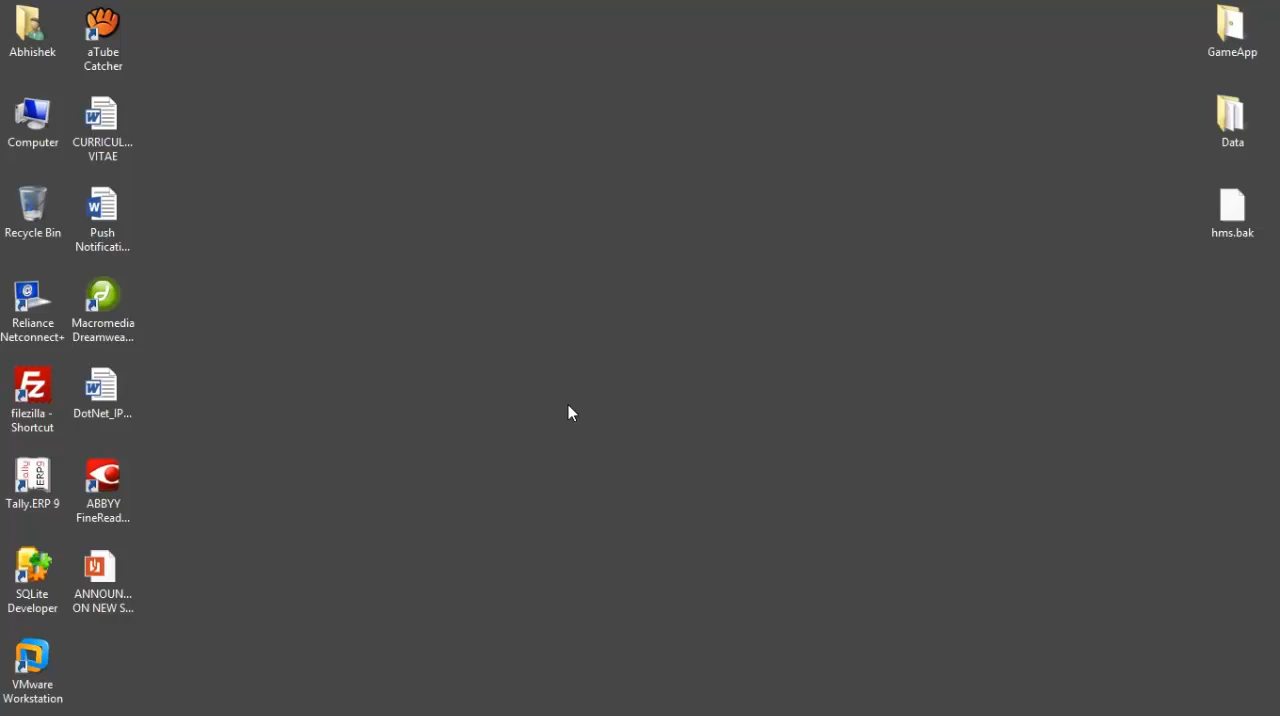 Abhishek
aTube
Catcher
Computer
CURRICUL...
VITAE
Recycle Bin
Push
Notificati...
Reliance
Netconnect+
Macromedia
Dreamwea...
filezilla -
Shortcut
DotNet_IP...
Tally.ERP 9
ABBYY
FineRead...
SQLite
Developer
ANNOUN...
ON NEW S...
VMware
Workstation
GameApp
Data
hms.bak